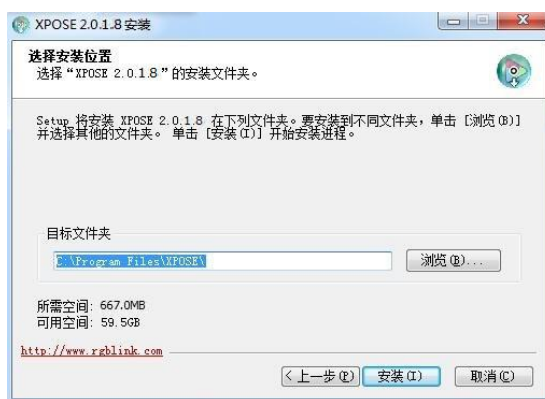 XPOSE 2.0.1.8 安装
选择安装位置
选择“XPOSE 2.0.1.8”的安装文件夹。
Setup 将安装 XPOSE 2.0.1.8 在下列文件夹。要安装到不同文件夹，单击 [浏览(B)]
并选择其他的文件夹。 单击 [安装(I)] 开始安装进程。
目标文件夹
C:\Program Files\XPOSE\
浏览(B)...
所需空间: 667.0MB
可用空间: 59.5GB
http://www.rgblink.com
< 上一步(P) 安装(I) 取消(C)